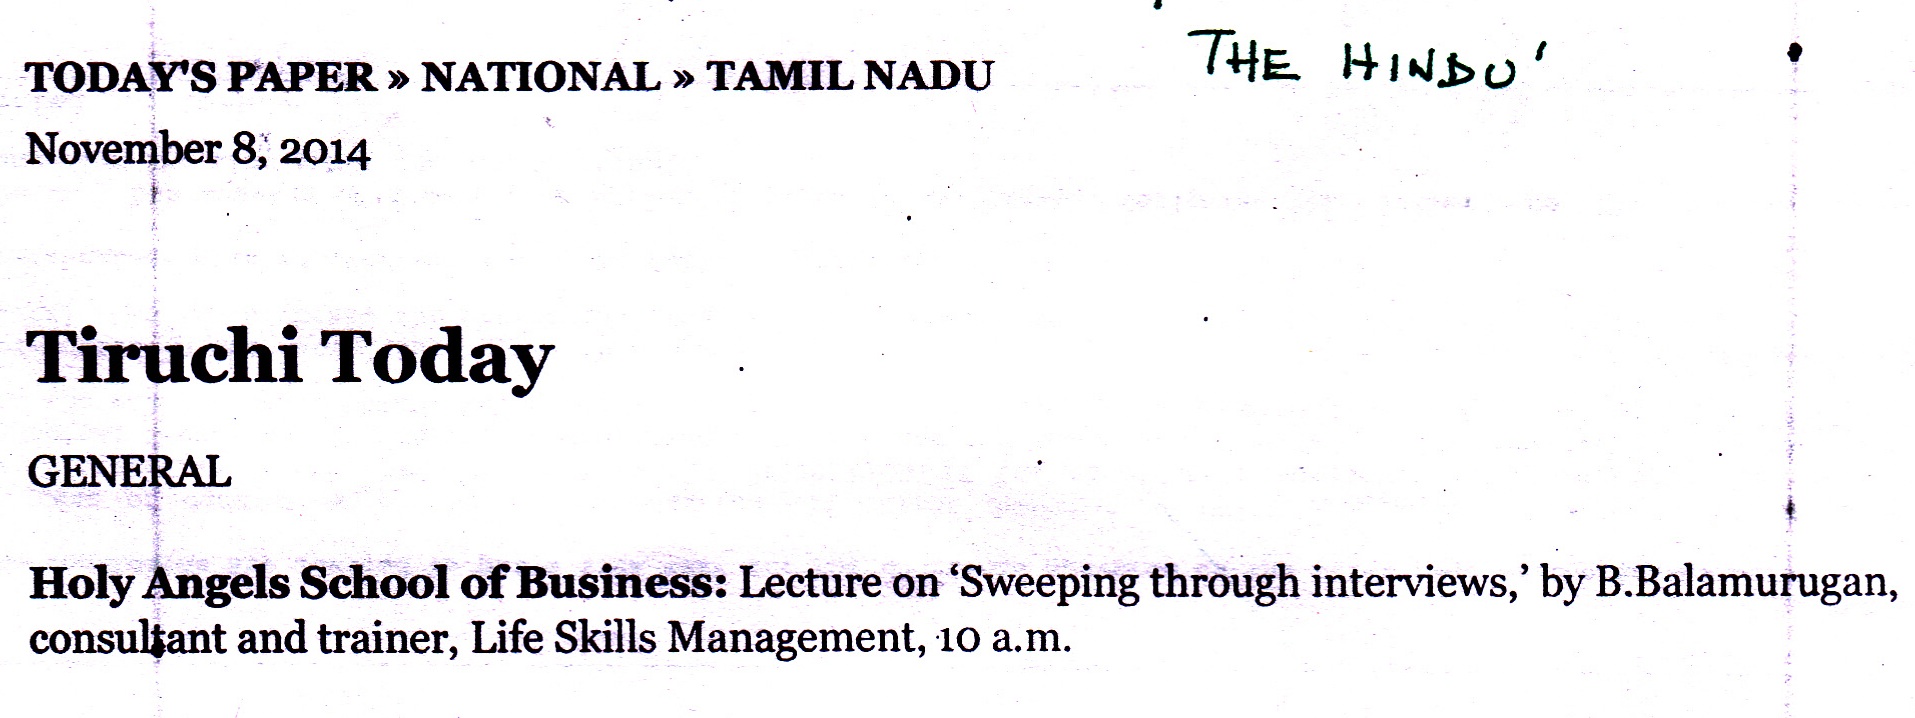 TODAY'S PAPER » NATIONAL » TAMIL NADU
THE HINDU'
November 8, 2014
Tiruchi Today
GENERAL
Holy Angels School of Business: Lecture on ‘Sweeping through interviews,’ by B.Balamurugan,
consultant and trainer, Life Skills Management, 10 a.m.